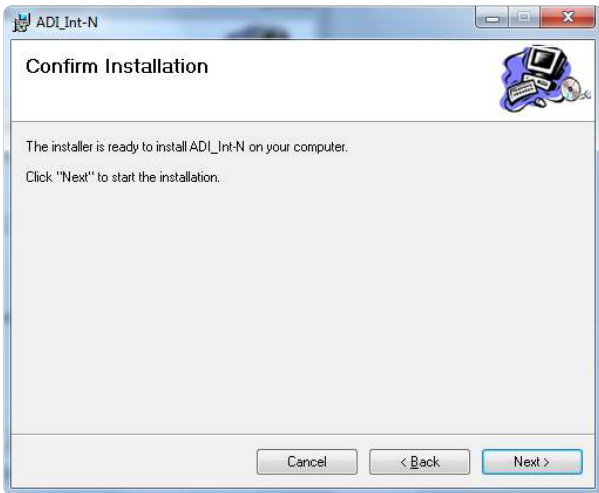 ADI_Int-N
Confirm Installation
The installer is ready to install ADI_Int-N on your computer.
Click "Next" to start the installation.
Cancel
< Back
Next >